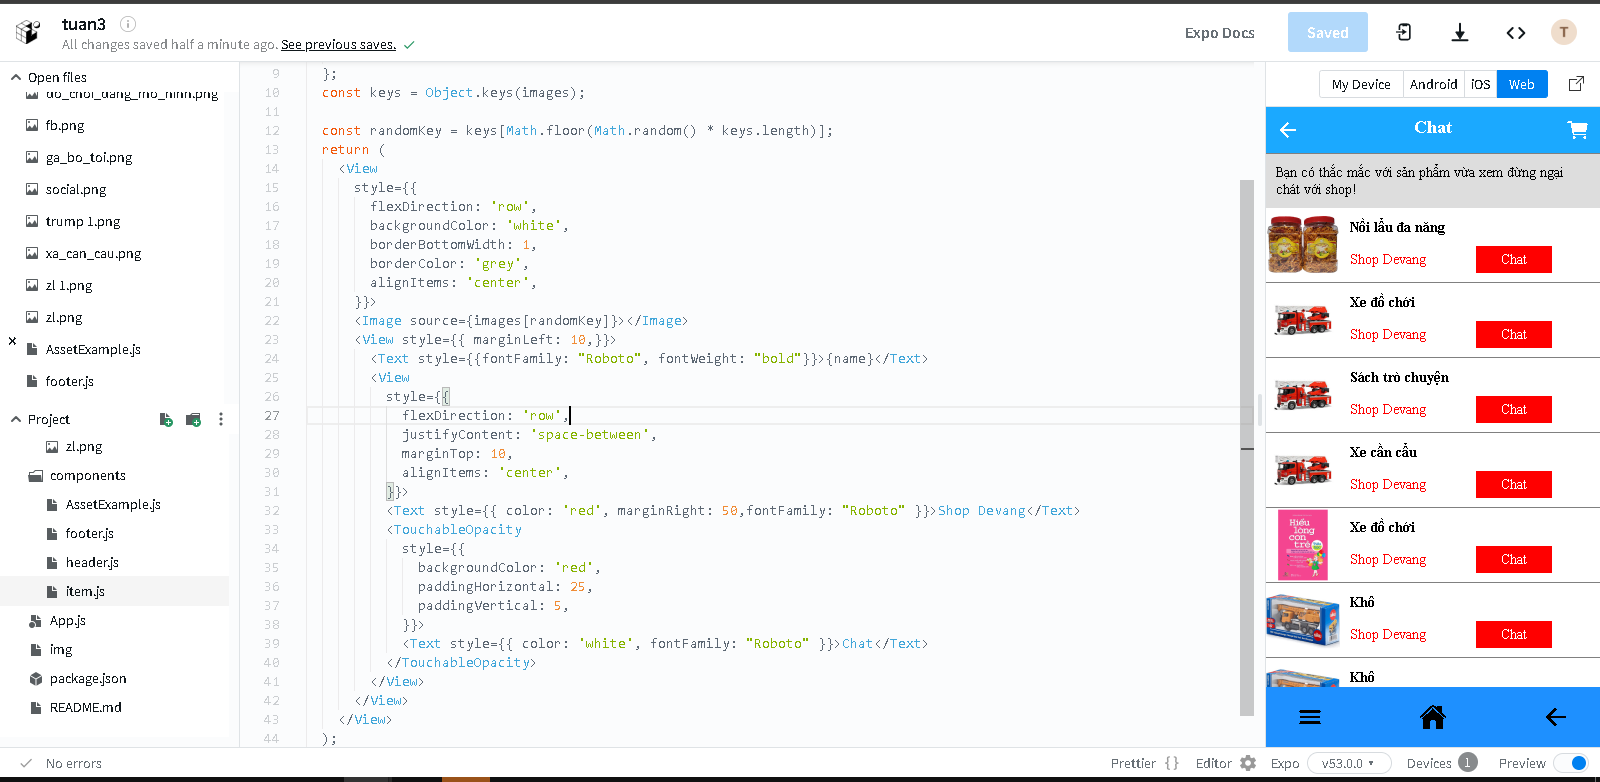 tuan3
All changes saved half a minute ago. See previous saves.
Expo Docs
Saved
T
Open files
do_choi_dang_mo_hinh.png
fb.png
ga_bo_toi.png
social.png
trump 1.png
xa_can_cau.png
zl 1.png
zl.png
AssetExample.js
footer.js
Project
zl.png
components
AssetExample.js
footer.js
header.js
item.js
App.js
img
package.json
README.md
9 };
10 const keys = Object.keys(images);
11
12 const randomKey = keys[Math.floor(Math.random() * keys.length)];
13 return (
14 <View
15 style={{
16 flexDirection: 'row',
17 backgroundColor: 'white',
18 borderBottomWidth: 1,
19 borderColor: 'grey',
20 alignItems: 'center',
21 }}>
22 <Image source={images[randomKey]}></Image>
23 <View style={{ marginLeft: 10,}}>
24 <Text style={{fontFamily: "Roboto", fontWeight: "bold"}}>{name}</Text>
25 <View
26 style={{
27 flexDirection: 'row',
28 justifyContent: 'space-between',
29 marginTop: 10,
30 alignItems: 'center',
31 }}>
32 <Text style={{ color: 'red', marginRight: 50,fontFamily: "Roboto" }}>Shop Devang</Text>
33 <TouchableOpacity
34 style={{
35 backgroundColor: 'red',
36 paddingHorizontal: 25,
37 paddingVertical: 5,
38 }}>
39 <Text style={{ color: 'white', fontFamily: "Roboto" }}>Chat</Text>
40 </TouchableOpacity>
41 </View>
42 </View>
43 </View>
44 );
My Device
Android
iOS
Web
Chat
Bạn có thắc mắc với sản phẩm vừa xem đừng ngại
chát với shop!
Nồi lẩu đa năng
Shop Devang
Chat
Xe đồ chới
Shop Devang
Chat
Sách trò chuyện
Shop Devang
Chat
Xe cần cẩu
Shop Devang
Chat
Hiểu
lòng
con
trẻ
Xe đồ chới
Shop Devang
Chat
Khô
Shop Devang
Chat
Khô
No errors
Prettier {}
Editor
Expo
v53.0.0
Devices 1
Preview